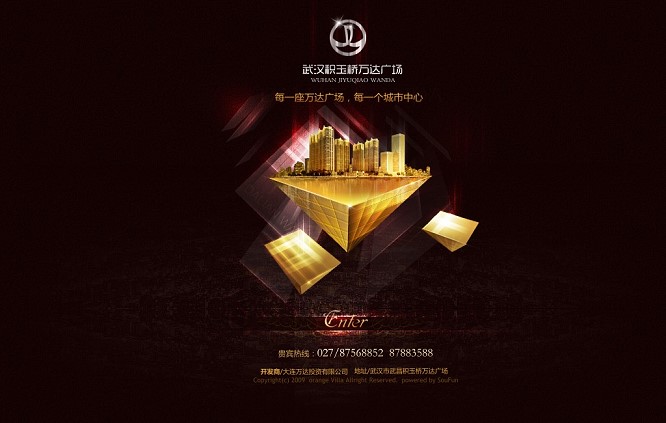 武汉积玉桥万达广场
WUHAN JIYUQIAO WANDA
每一座万达广场，每一个城市中心
Enter
贵宾热线：027/87568852 87883588
开发商/大连万达投资有限公司 地址/武汉市武昌积玉桥万达广场
Copyright(c) 2009 Grange Villa Allright Reserved, powered by SouFun